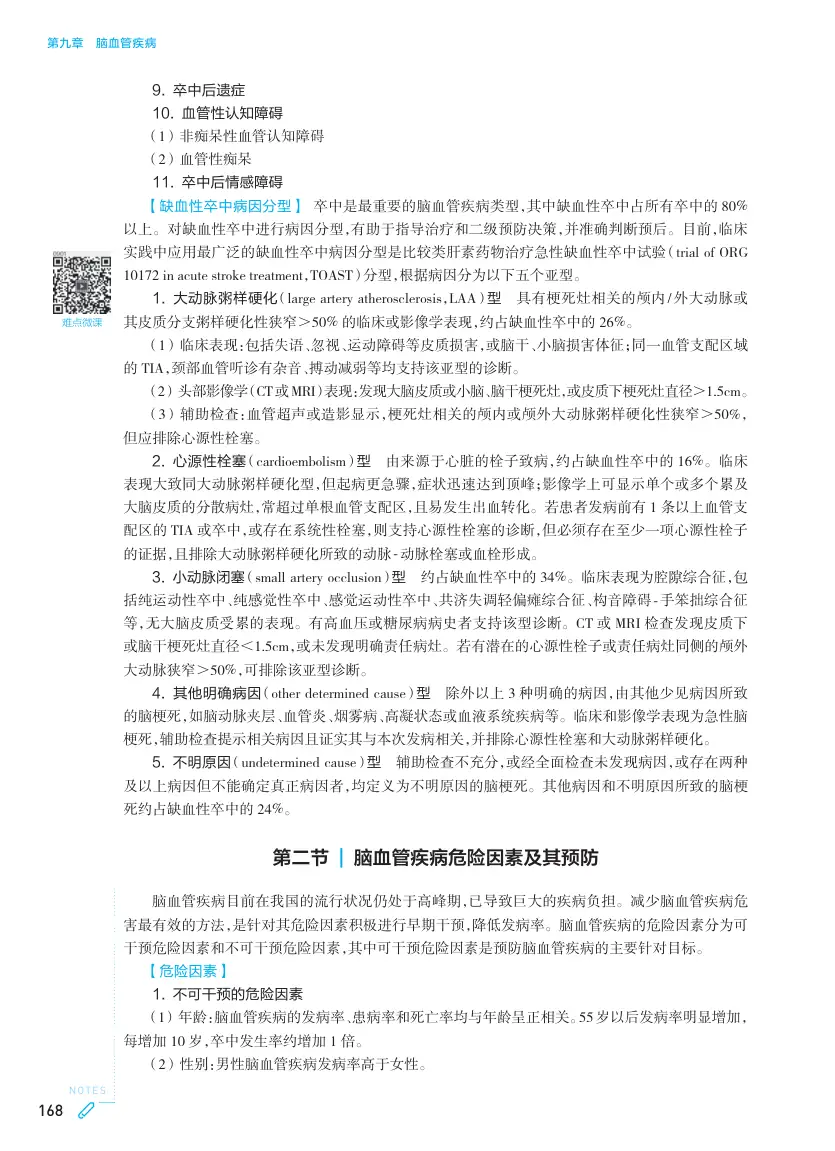 第九章 脑血管疾病
9. 卒中后遗症
10. 血管性认知障碍
（1）非痴呆性血管认知障碍
（2）血管性痴呆
11. 卒中后情感障碍
【缺血性卒中病因分型】 卒中是最重要的脑血管疾病类型,其中缺血性卒中占所有卒中的 80%
以上。对缺血性卒中进行病因分型,有助于指导治疗和二级预防决策,并准确判断预后。目前,临床
实践中应用最广泛的缺血性卒中病因分型是比较类肝素药物治疗急性缺血性卒中试验（trial of ORG
10172 in acute stroke treatment,TOAST）分型,根据病因分为以下五个亚型。
难点微课
1. 大动脉粥样硬化（large artery atherosclerosis,LAA）型 具有梗死灶相关的颅内/外大动脉或
其皮质分支粥样硬化性狭窄＞50% 的临床或影像学表现,约占缺血性卒中的 26%。
（1）临床表现:包括失语、忽视、运动障碍等皮质损害,或脑干、小脑损害体征;同一血管支配区域
的 TIA,颈部血管听诊有杂音、搏动减弱等均支持该亚型的诊断。
（2）头部影像学（CT 或 MRI）表现:发现大脑皮质或小脑、脑干梗死灶,或皮质下梗死灶直径＞1.5cm。
（3）辅助检查:血管超声或造影显示,梗死灶相关的颅内或颅外大动脉粥样硬化性狭窄＞50%,
但应排除心源性栓塞。
2. 心源性栓塞（cardioembolism）型 由来源于心脏的栓子致病,约占缺血性卒中的 16%。临床
表现大致同大动脉粥样硬化型,但起病更急骤,症状迅速达到顶峰;影像学上可显示单个或多个累及
大脑皮质的分散病灶,常超过单根血管支配区,且易发生出血转化。若患者发病前有 1 条以上血管支
配区的 TIA 或卒中,或存在系统性栓塞,则支持心源性栓塞的诊断,但必须存在至少一项心源性栓子
的证据,且排除大动脉粥样硬化所致的动脉-动脉栓塞或血栓形成。
3. 小动脉闭塞（small artery occlusion）型 约占缺血性卒中的 34%。临床表现为腔隙综合征,包
括纯运动性卒中、纯感觉性卒中、感觉运动性卒中、共济失调轻偏瘫综合征、构音障碍-手笨拙综合征
等,无大脑皮质受累的表现。有高血压或糖尿病病史者支持该型诊断。CT 或 MRI 检查发现皮质下
或脑干梗死灶直径＜1.5cm,或未发现明确责任病灶。若有潜在的心源性栓子或责任病灶同侧的颅外
大动脉狭窄＞50%,可排除该亚型诊断。
4. 其他明确病因（other determined cause）型 除外以上 3 种明确的病因,由其他少见病因所致
的脑梗死,如脑动脉夹层、血管炎、烟雾病、高凝状态或血液系统疾病等。临床和影像学表现为急性脑
梗死,辅助检查提示相关病因且证实其与本次发病相关,并排除心源性栓塞和大动脉粥样硬化。
5. 不明原因（undetermined cause）型 辅助检查不充分,或经全面检查未发现病因,或存在两种
及以上病因但不能确定真正病因者,均定义为不明原因的脑梗死。其他病因和不明原因所致的脑梗
死约占缺血性卒中的 24%。
第二节 | 脑血管疾病危险因素及其预防
脑血管疾病目前在我国的流行状况仍处于高峰期,已导致巨大的疾病负担。减少脑血管疾病危
害最有效的方法,是针对其危险因素积极进行早期干预,降低发病率。脑血管疾病的危险因素分为可
干预危险因素和不可干预危险因素,其中可干预危险因素是预防脑血管疾病的主要针对目标。
【危险因素】
1. 不可干预的危险因素
（1）年龄:脑血管疾病的发病率、患病率和死亡率均与年龄呈正相关。55 岁以后发病率明显增加,
每增加 10 岁,卒中发生率约增加 1 倍。
（2）性别:男性脑血管疾病发病率高于女性。
NOTES
168